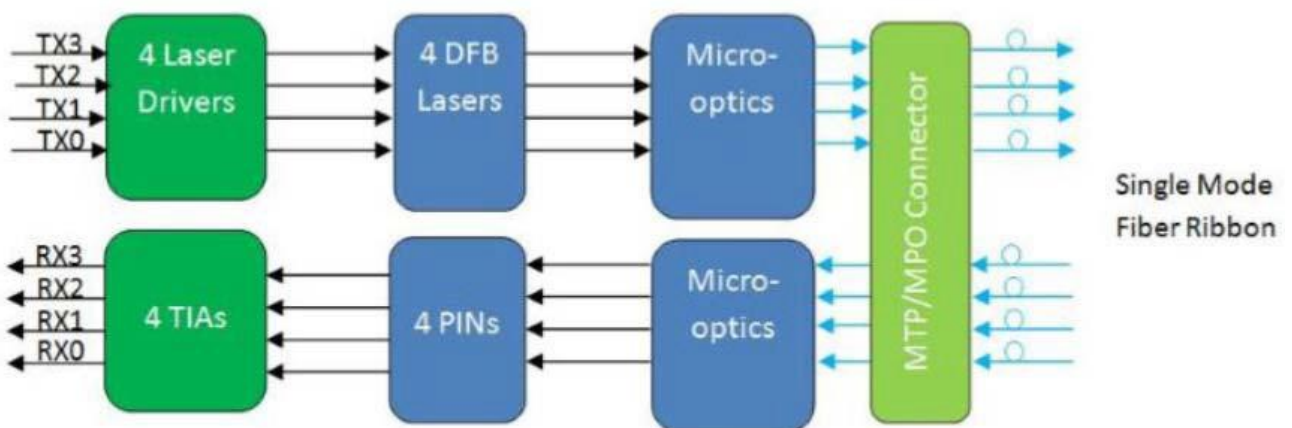 TX3
TX2
TX1
TX0
4 Laser
Drivers
4 DFB
Lasers
Micro-
optics
MTP/MPO Connector
Single Mode
Fiber Ribbon
RX3
RX2
RX1
RX0
4 TIAs
4 PINs
Micro-
optics